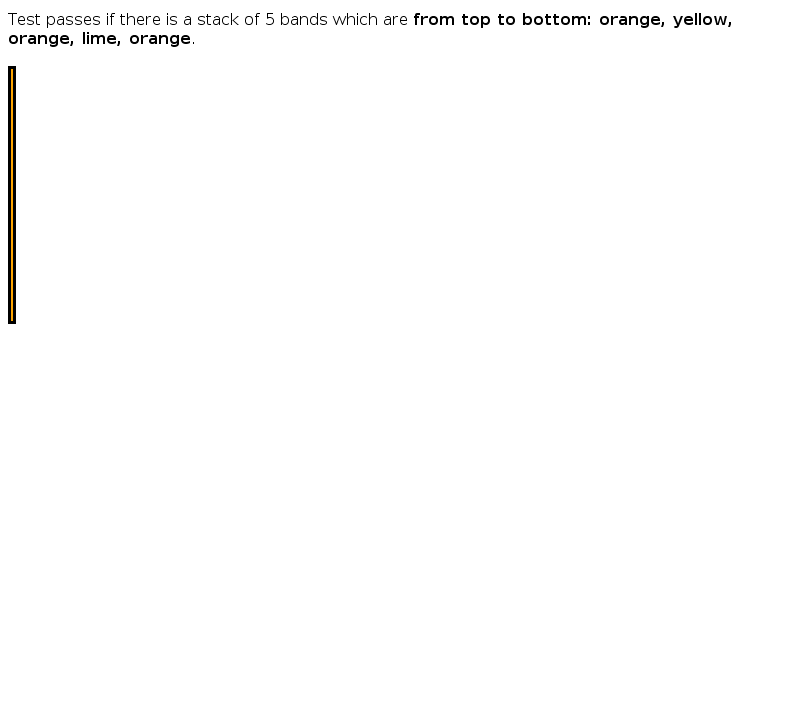 Test passes if there is a stack of 5 bands which are from top to bottom: orange, yellow,
orange, lime, orange.